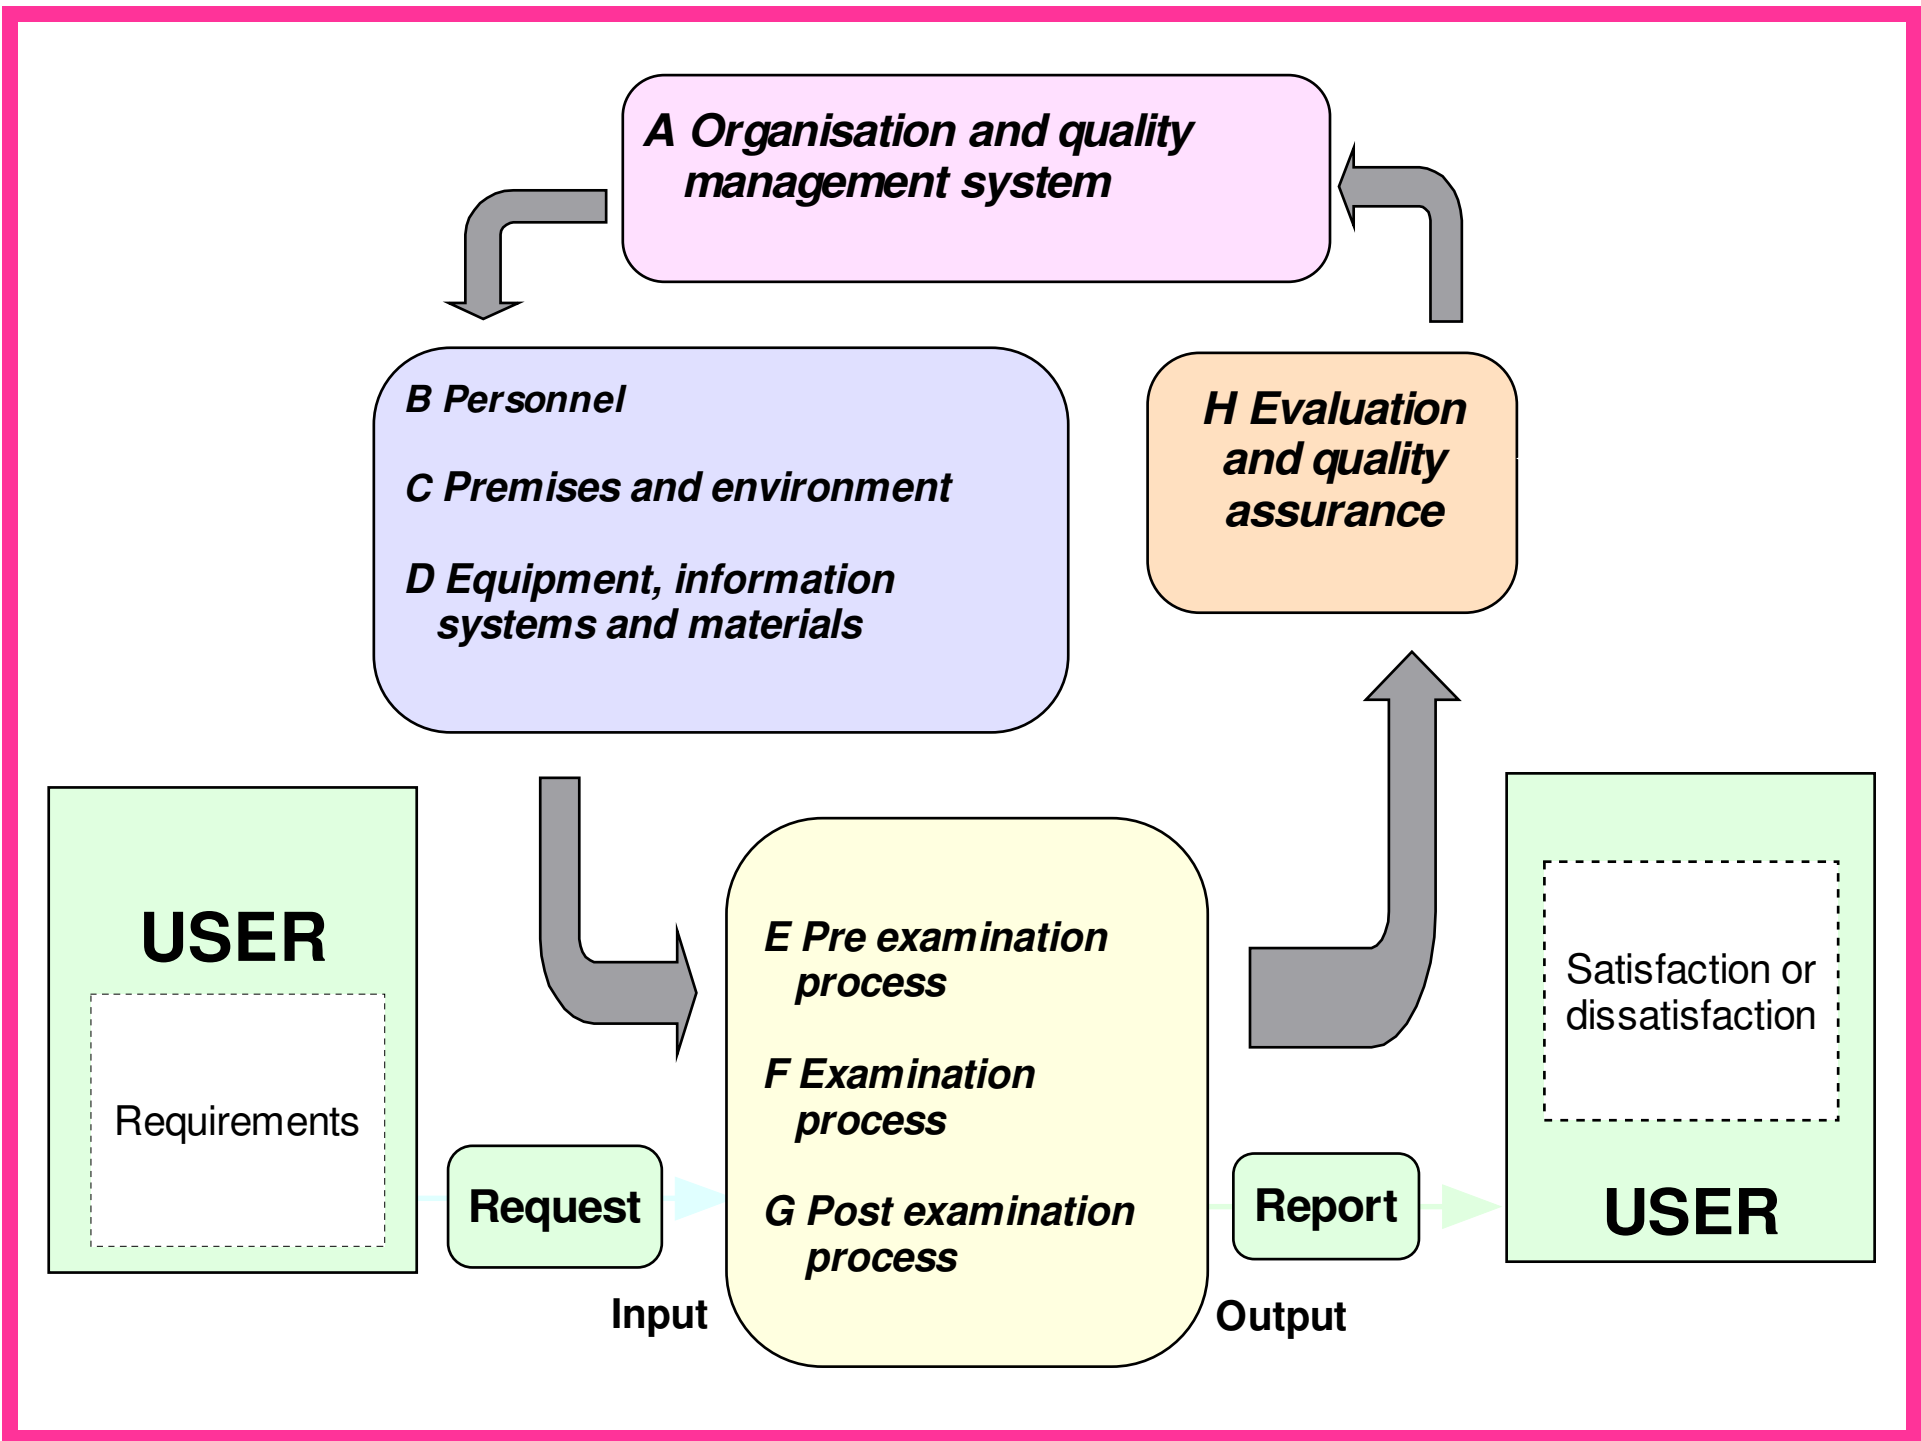 A Organisation and quality
management system
B Personnel
C Premises and environment
D Equipment, information
systems and materials
H Evaluation
and quality
assurance
USER
Requirements
Request
Input
E Pre examination
process
F Examination
process
G Post examination
process
Report
Output
Satisfaction or
dissatisfaction
USER